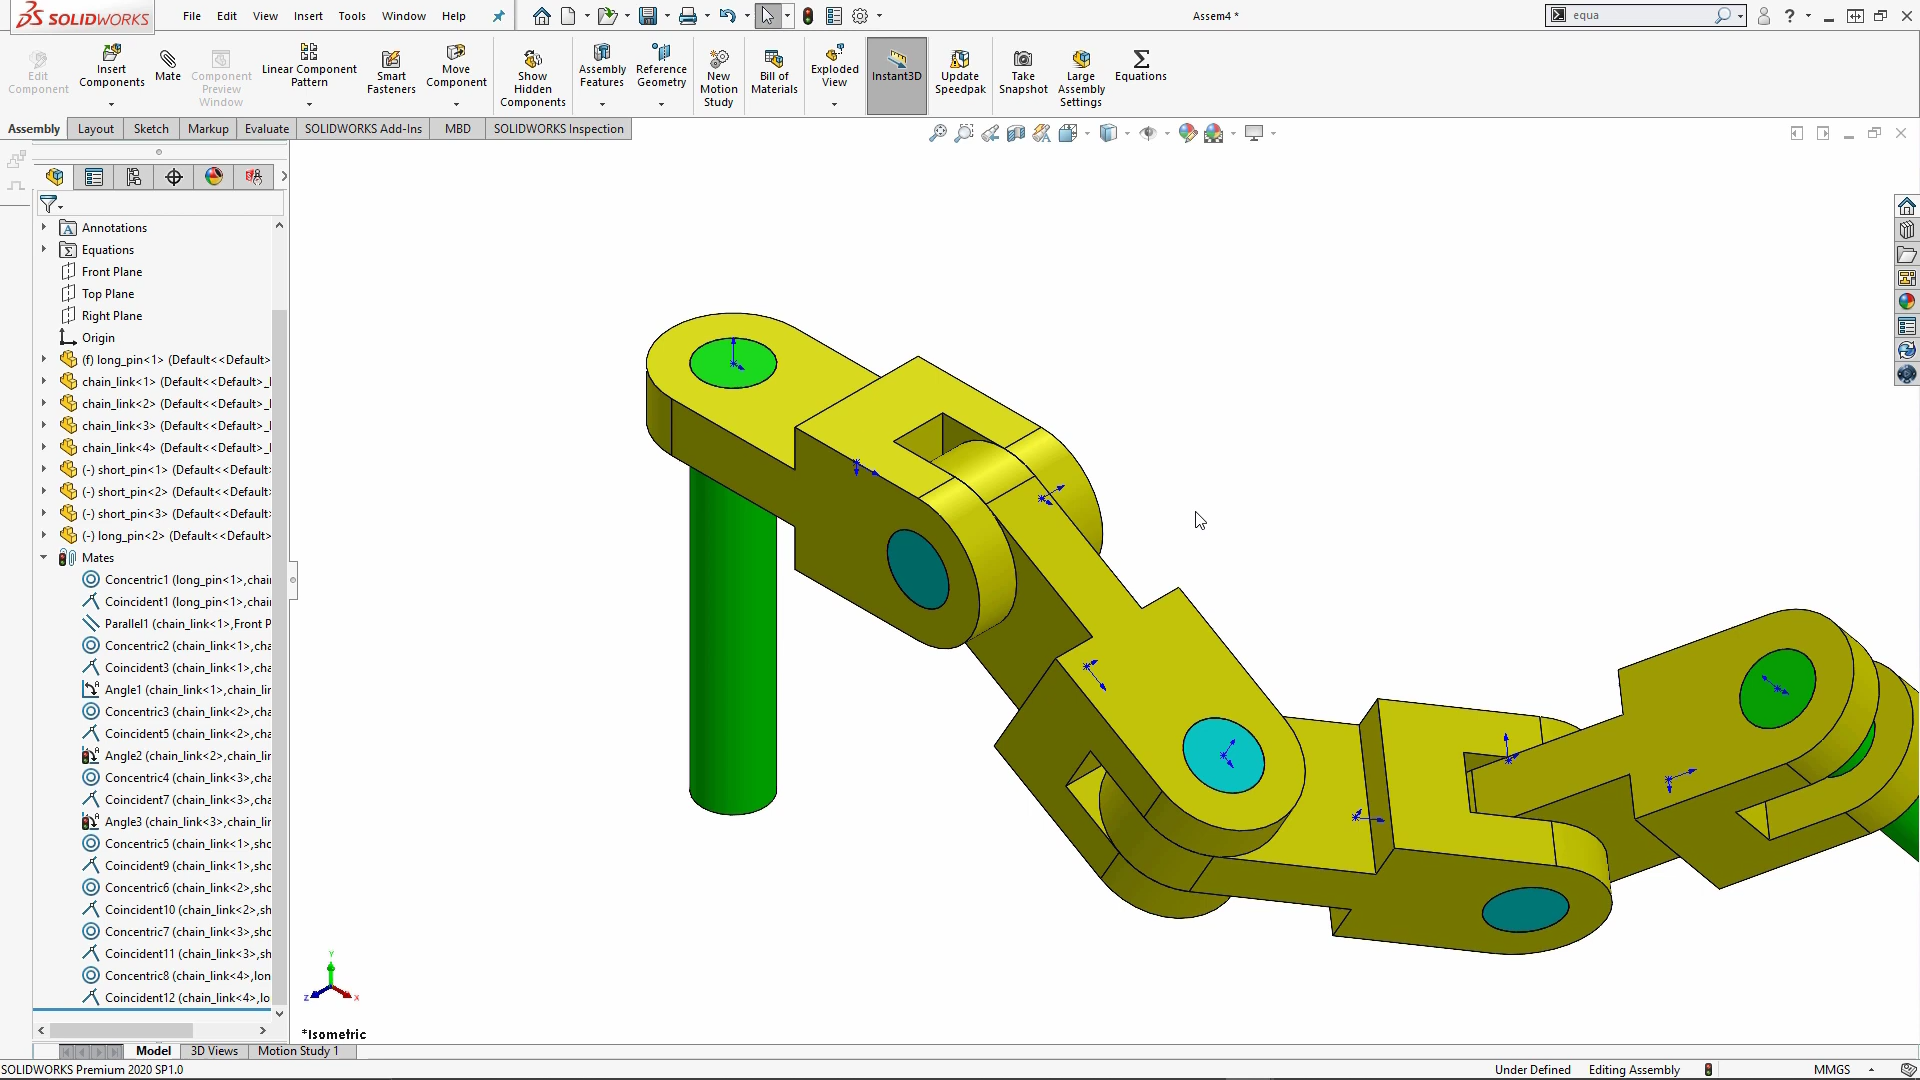 SOLIDWORKS
File Edit View Insert Tools Window Help
Assem4 *
equa
Edit Component
Insert Components
Mate
Component Preview Window
Linear Component Pattern
Smart Fasteners
Move Component
Show Hidden Components
Assembly Features
Reference Geometry
New Motion Study
Bill of Materials
Exploded View
Instant3D
Update Speedpak
Take Snapshot
Large Assembly Settings
Equations
Assembly Layout Sketch Markup Evaluate SOLIDWORKS Add-Ins MBD SOLIDWORKS Inspection
Annotations
Equations
Front Plane
Top Plane
Right Plane
Origin
(f) long_pin<1> (Default<<Default>
chain_link<1> (Default<<Default>_
chain_link<2> (Default<<Default>_
chain_link<3> (Default<<Default>_
chain_link<4> (Default<<Default>_
(-) short_pin<1> (Default<<Default
(-) short_pin<2> (Default<<Default
(-) short_pin<3> (Default<<Default
(-) long_pin<2> (Default<<Default>
Mates
Concentric1 (long_pin<1>,chai
Coincident1 (long_pin<1>,chai
Parallel1 (chain_link<1>,Front P
Concentric2 (chain_link<1>,cha
Coincident3 (chain_link<1>,cha
Angle1 (chain_link<1>,chain_lir
Concentric3 (chain_link<2>,cha
Coincident5 (chain_link<2>,cha
Angle2 (chain_link<2>,chain_lir
Concentric4 (chain_link<3>,cha
Coincident7 (chain_link<3>,cha
Angle3 (chain_link<3>,chain_lir
Concentric5 (chain_link<1>,sho
Coincident9 (chain_link<1>,sho
Concentric6 (chain_link<2>,sho
Coincident10 (chain_link<2>,sh
Concentric7 (chain_link<3>,sho
Coincident11 (chain_link<3>,sh
Concentric8 (chain_link<4>,lon
Coincident12 (chain_link<4>,lo
Y
Z X
*Isometric
Model 3D Views Motion Study 1
SOLIDWORKS Premium 2020 SP1.0
Under Defined Editing Assembly MMGS